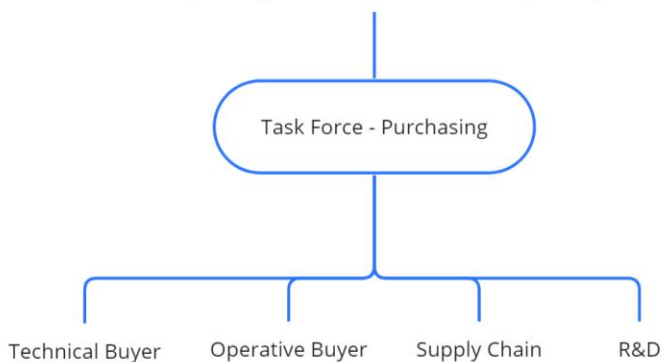 Task Force - Purchasing
Technical Buyer Operative Buyer Supply Chain R&D